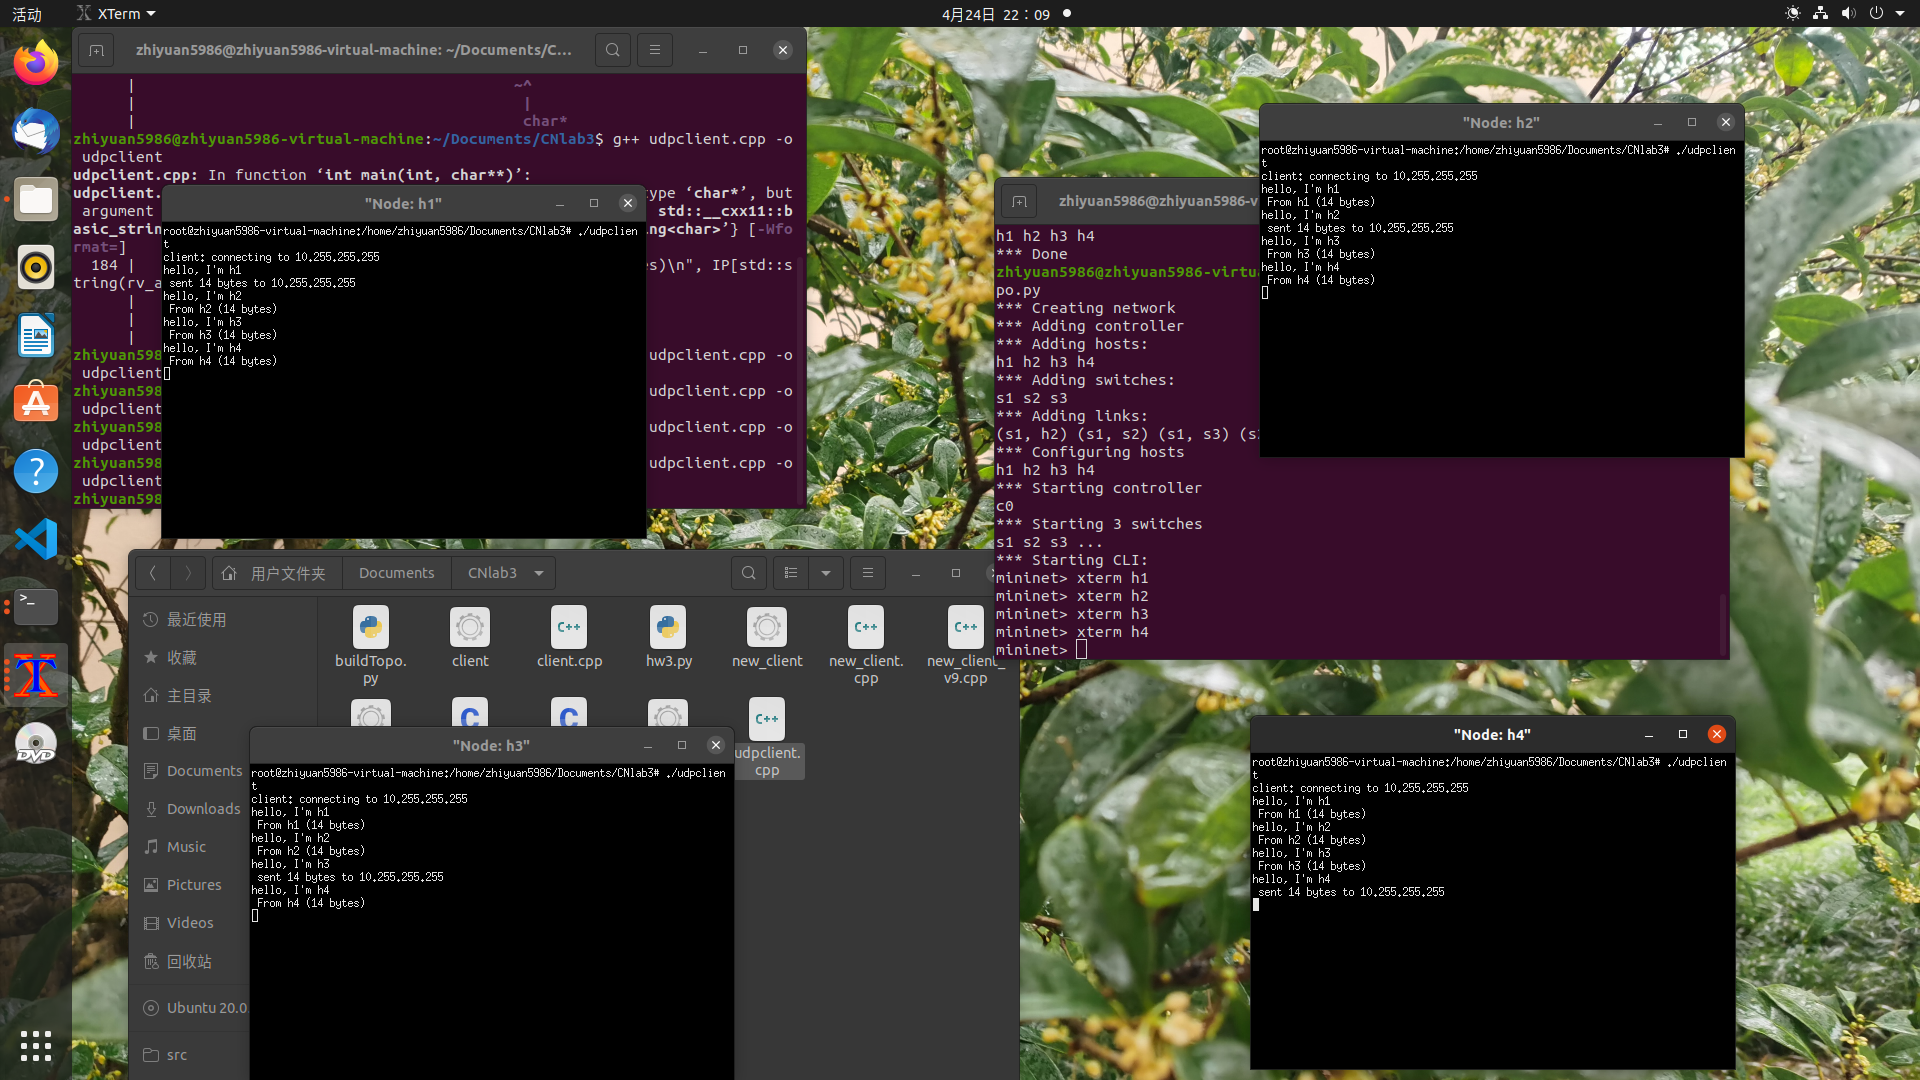 活动
XTerm
4月24日 22：09
zhiyuan5986@zhiyuan5986-virtual-machine: ~/Documents/C...
| ~^
| |
| char*
zhiyuan5986@zhiyuan5986-virtual-machine:~/Documents/CNlab3$ g++ udpclient.cpp -o
udpclient
udpclient.cpp: In function ‘int main(int, char**)’:
udpclient. ype ‘char*’, but
argument std::__cxx11::b
asic_strin ng<char>’} [-Wfo
rmat=]
184 | s)\n", IP[std::s
tring(rv_a
|
|
|
zhiyuan598 udpclient.cpp -o
udpclient
zhiyuan598 udpclient.cpp -o
udpclient
zhiyuan598 udpclient.cpp -o
udpclient
zhiyuan598 udpclient.cpp -o
udpclient
zhiyuan598
"Node: h1"
root@zhiyuan5986-virtual-machine:/home/zhiyuan5986/Documents/CNlab3# ./udpclien
t
client: connecting to 10.255.255.255
hello, I'm h1
sent 14 bytes to 10.255.255.255
hello, I'm h2
From h2 (14 bytes)
hello, I'm h3
From h3 (14 bytes)
hello, I'm h4
From h4 (14 bytes)
zhiyuan5986@zhiyuan5986-v
h1 h2 h3 h4
*** Done
zhiyuan5986@zhiyuan5986-virtua
po.py
*** Creating network
*** Adding controller
*** Adding hosts:
h1 h2 h3 h4
*** Adding switches:
s1 s2 s3
*** Adding links:
(s1, h2) (s1, s2) (s1, s3) (s
*** Configuring hosts
h1 h2 h3 h4
*** Starting controller
c0
*** Starting 3 switches
s1 s2 s3 ...
*** Starting CLI:
mininet> xterm h1
mininet> xterm h2
mininet> xterm h3
mininet> xterm h4
mininet>
"Node: h2"
root@zhiyuan5986-virtual-machine:/home/zhiyuan5986/Documents/CNlab3# ./udpclien
t
client: connecting to 10.255.255.255
hello, I'm h1
From h1 (14 bytes)
hello, I'm h2
sent 14 bytes to 10.255.255.255
hello, I'm h3
From h3 (14 bytes)
hello, I'm h4
From h4 (14 bytes)
用户文件夹 Documents CNlab3
最近使用
收藏
主目录
桌面
Documents
Downloads
Music
Pictures
Videos
回收站
Ubuntu 20.0
src
buildTopo.
py
client
client.cpp
hw3.py
new_client
new_client.
cpp
new_client_
v9.cpp
udpclient.
cpp
"Node: h3"
root@zhiyuan5986-virtual-machine:/home/zhiyuan5986/Documents/CNlab3# ./udpclien
t
client: connecting to 10.255.255.255
hello, I'm h1
From h1 (14 bytes)
hello, I'm h2
From h2 (14 bytes)
hello, I'm h3
sent 14 bytes to 10.255.255.255
hello, I'm h4
From h4 (14 bytes)
"Node: h4"
root@zhiyuan5986-virtual-machine:/home/zhiyuan5986/Documents/CNlab3# ./udpclien
t
client: connecting to 10.255.255.255
hello, I'm h1
From h1 (14 bytes)
hello, I'm h2
From h2 (14 bytes)
hello, I'm h3
From h3 (14 bytes)
hello, I'm h4
sent 14 bytes to 10.255.255.255